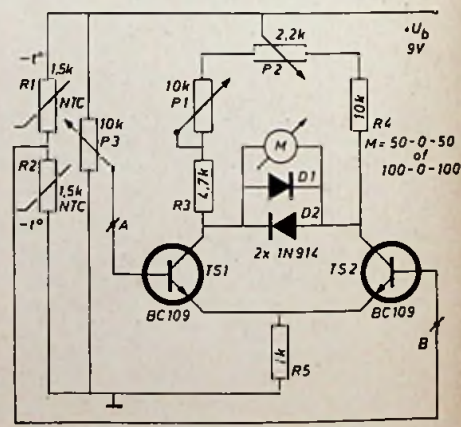 -t°
R1
1,5k
NTC
R2
1,5k
NTC
-t°
10k
P3
A
10k
P1
4,7k
R3
2,2k
P2
+Ub
9V
10k
R4
M = 50-0-50
of
100-0-100
M
D1
D2
2x 1N914
TS1
BC109
TS2
BC109
B
1k
R5